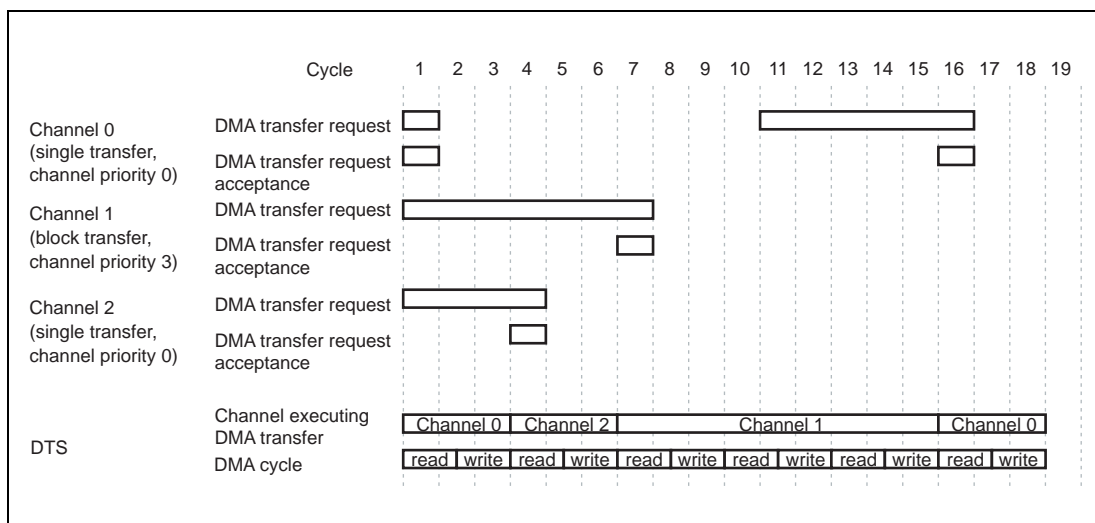 Cycle 1 2 3 4 5 6 7 8 9 10 11 12 13 14 15 16 17 18 19
Channel 0
(single transfer,
channel priority 0)
DMA transfer request
DMA transfer request
acceptance
Channel 1
(block transfer,
channel priority 3)
DMA transfer request
DMA transfer request
acceptance
Channel 2
(single transfer,
channel priority 0)
DMA transfer request
DMA transfer request
acceptance
DTS
Channel executing
DMA transfer
Channel 0 Channel 2 Channel 1 Channel 0
DMA cycle
read write read write read write read write read write read write